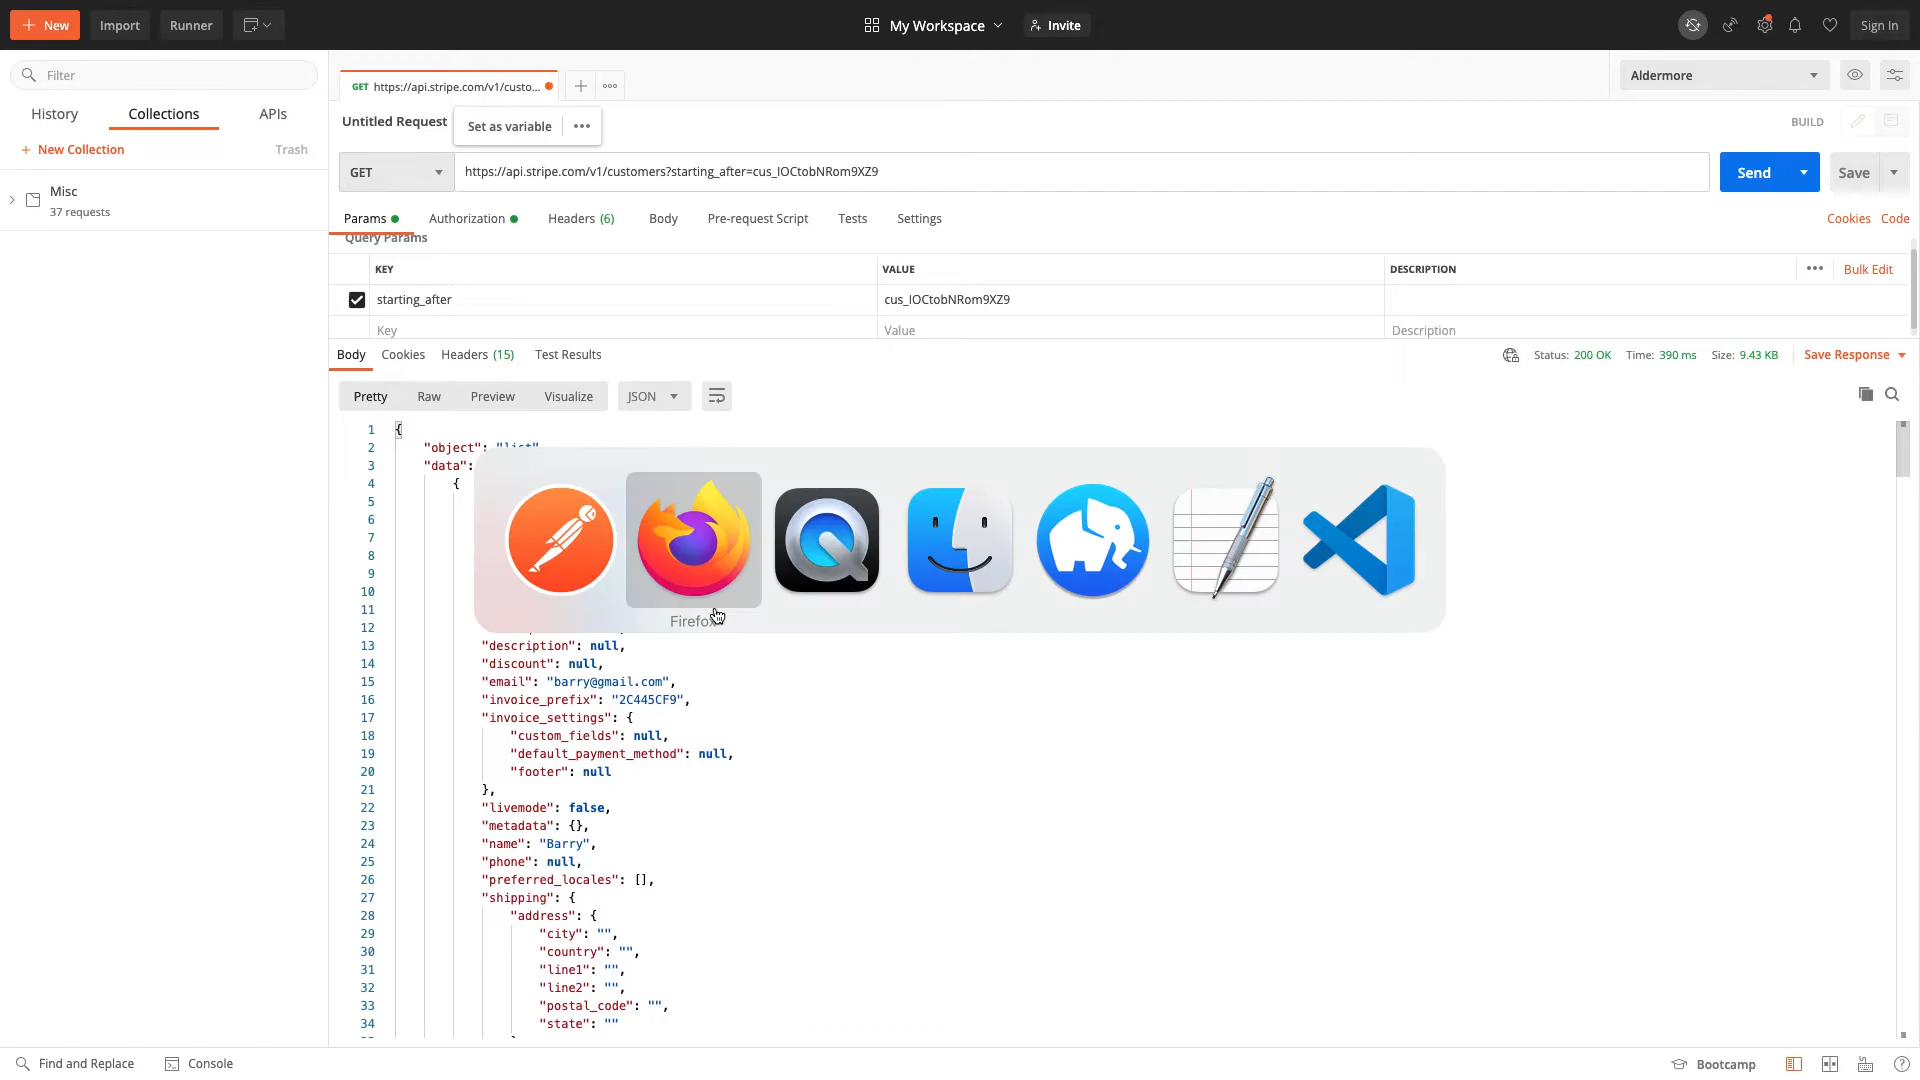 New Import Runner My Workspace Invite Sign In
Filter
History Collections APIs
New Collection Trash
Misc
37 requests
GET https://api.stripe.com/v1/custo...
Aldermore
Untitled Request
Set as variable
BUILD
GET https://api.stripe.com/v1/customers?starting_after=cus_IOCtobNRom9XZ9 Send Save
Params Authorization Headers (6) Body Pre-request Script Tests Settings Cookies Code
Query Params
KEY VALUE DESCRIPTION Bulk Edit
starting_after cus_IOCtobNRom9XZ9
Key Value Description
Body Cookies Headers (15) Test Results Status: 200 OK Time: 390 ms Size: 9.43 KB Save Response
Pretty Raw Preview Visualize JSON
1 {
2 "object": "list"
3 "data":
4 {
5
6
7
8
9
10
11
Firefox
12
13 "description": null,
14 "discount": null,
15 "email": "barry@gmail.com",
16 "invoice_prefix": "2C445CF9",
17 "invoice_settings": {
18 "custom_fields": null,
19 "default_payment_method": null,
20 "footer": null
21 },
22 "livemode": false,
23 "metadata": {},
24 "name": "Barry",
25 "phone": null,
26 "preferred_locales": [],
27 "shipping": {
28 "address": {
29 "city": "",
30 "country": "",
31 "line1": "",
32 "line2": "",
33 "postal_code": "",
34 "state": ""
Find and Replace Console Bootcamp